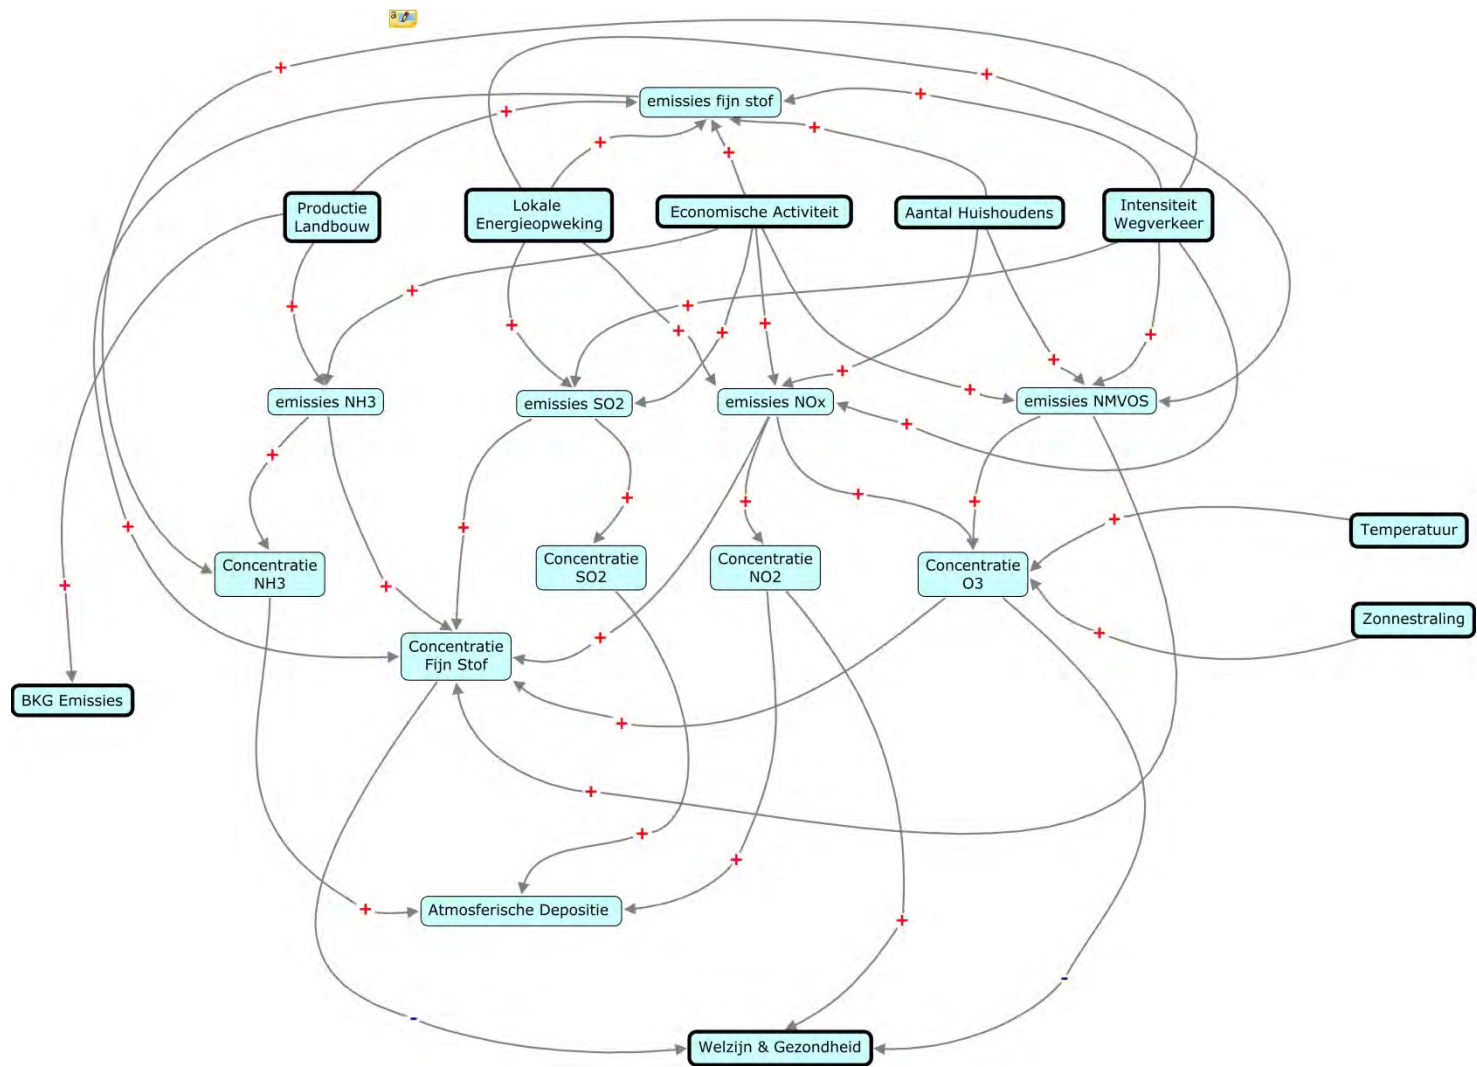 +
+
emissies fijn stof
+
+
+
+
+
Productie
Landbouw
Lokale
Energieopweking
Economische Activiteit
Aantal Huishoudens
Intensiteit
Wegverkeer
+
+
+
+
+
+
+
+
+
+
+
+
emissies NH3
emissies SO2
emissies NOx
emissies NMVOS
+
+
+
+
+
+
+
+
+
Temperatuur
Concentratie
NH3
Concentratie
SO2
Concentratie
NO2
Concentratie
O3
+
+
Zonnestraling
+
+
Concentratie
Fijn Stof
BKG Emissies
+
+
+
+
+
Atmosferische Depositie
+
-
-
Welzijn & Gezondheid